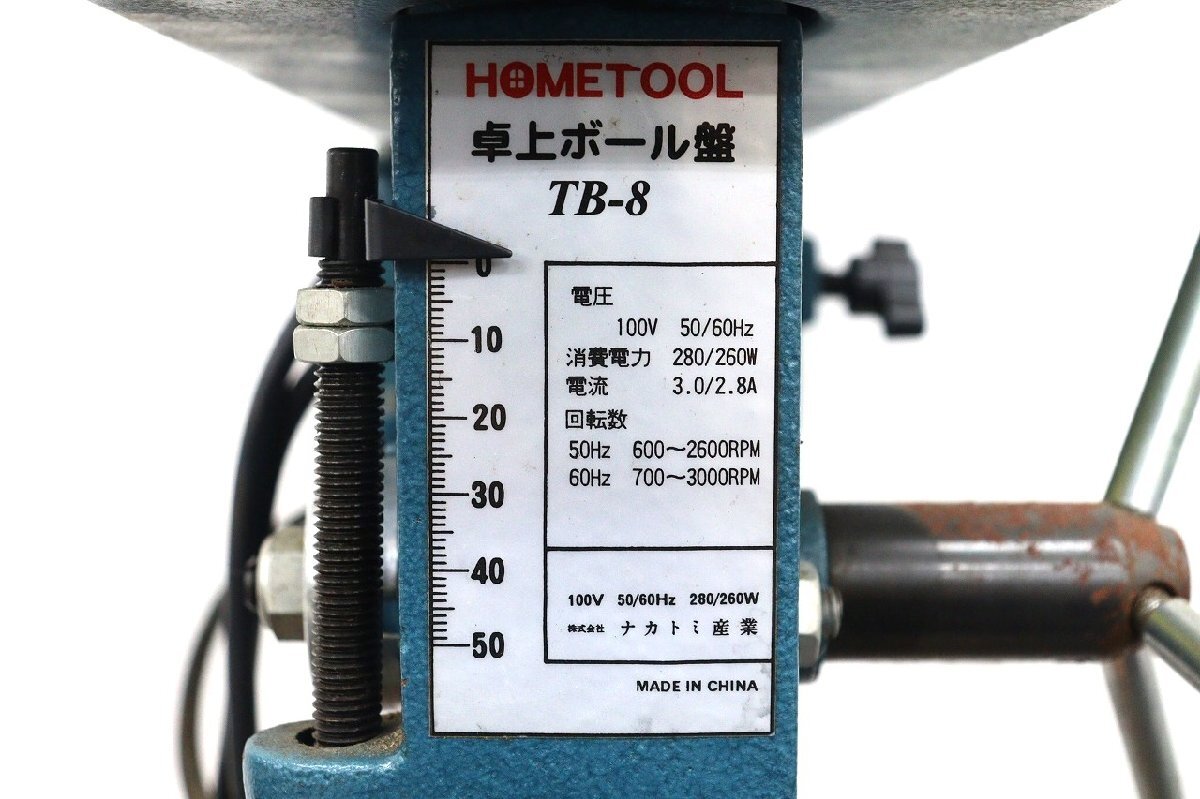 HOMETOOL
卓上ボール盤
TB-8
0
10
20
30
40
50
電圧
100V 50/60Hz
消費電力 280/260W
電流 3.0/2.8A
回転数
50Hz 600〜2600RPM
60Hz 700〜3000RPM
100V 50/60Hz 280/260W
株式会社 ナカトミ産業
MADE IN CHINA